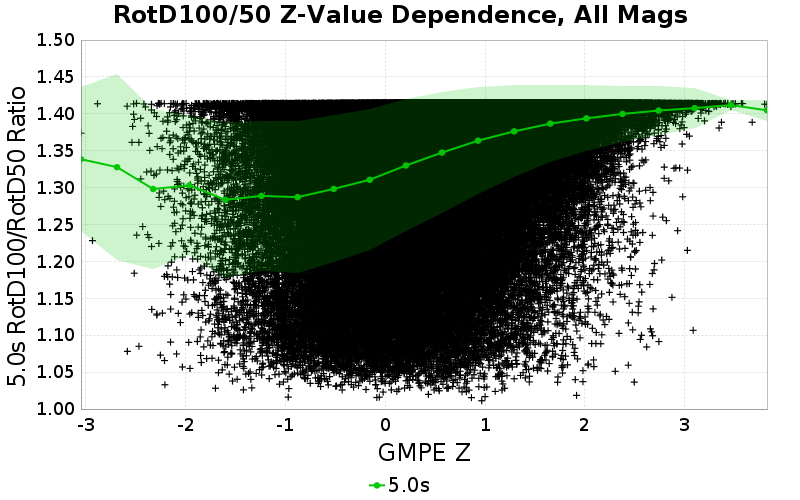 RotD100/50 Z-Value Dependence, All Mags
5.0s RotD100/RotD50 Ratio
1.50
1.45
1.40
1.35
1.30
1.25
1.20
1.15
1.10
1.05
1.00
-3 -2 -1 0 1 2 3
GMPE Z
5.0s